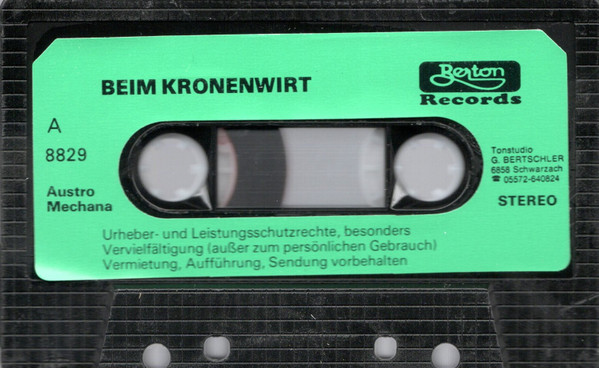 BEIM KRONENWIRT
Berton
Records
A
8829
Austro
Mechana
Tonstudio
G. BERTSCHLER
6858 Schwarzach
☎ 05572-640824
STEREO
Urheber- und Leistungsschutzrechte, besonders
Vervielfältigung (außer zum persönlichen Gebrauch)
Vermietung, Aufführung, Sendung vorbehalten